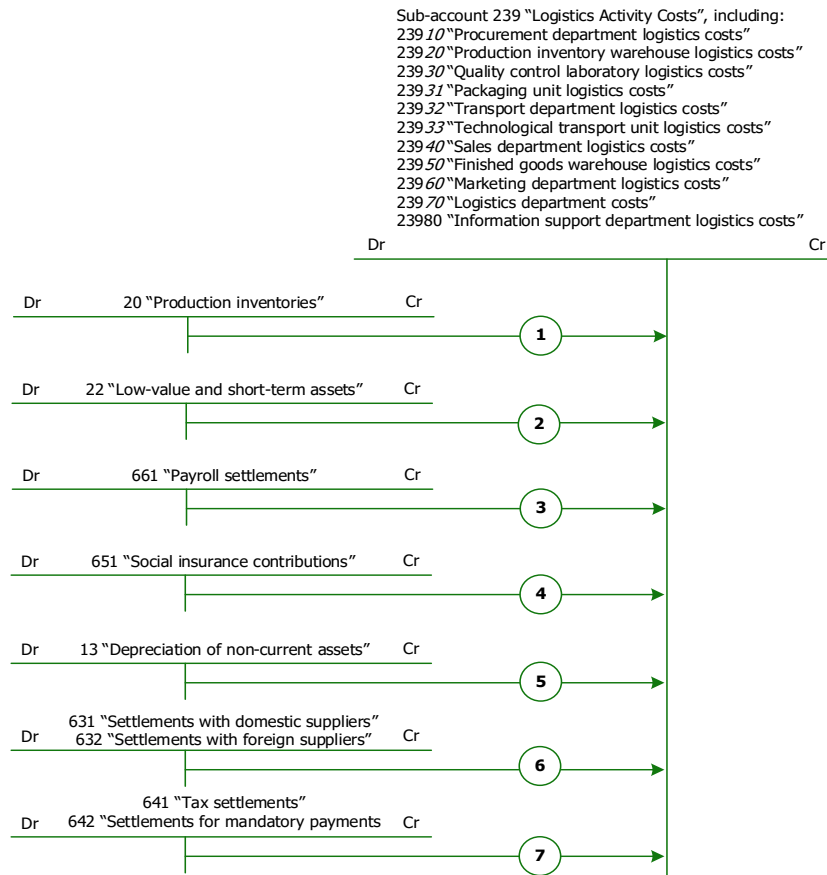 Sub-account 239 “Logistics Activity Costs”, including:
23910 “Procurement department logistics costs”
23920 “Production inventory warehouse logistics costs”
23930 “Quality control laboratory logistics costs”
23931 “Packaging unit logistics costs”
23932 “Transport department logistics costs”
23933 “Technological transport unit logistics costs”
23940 “Sales department logistics costs”
23950 “Finished goods warehouse logistics costs”
23960 “Marketing department logistics costs”
23970 “Logistics department costs”
23980 “Information support department logistics costs”
Dr Cr
Dr 20 “Production inventories” Cr
1
Dr 22 “Low-value and short-term assets” Cr
2
Dr 661 “Payroll settlements” Cr
3
Dr 651 “Social insurance contributions” Cr
4
Dr 13 “Depreciation of non-current assets” Cr
5
631 “Settlements with domestic suppliers”
Dr 632 “Settlements with foreign suppliers” Cr
6
641 “Tax settlements”
Dr 642 “Settlements for mandatory payments Cr
7